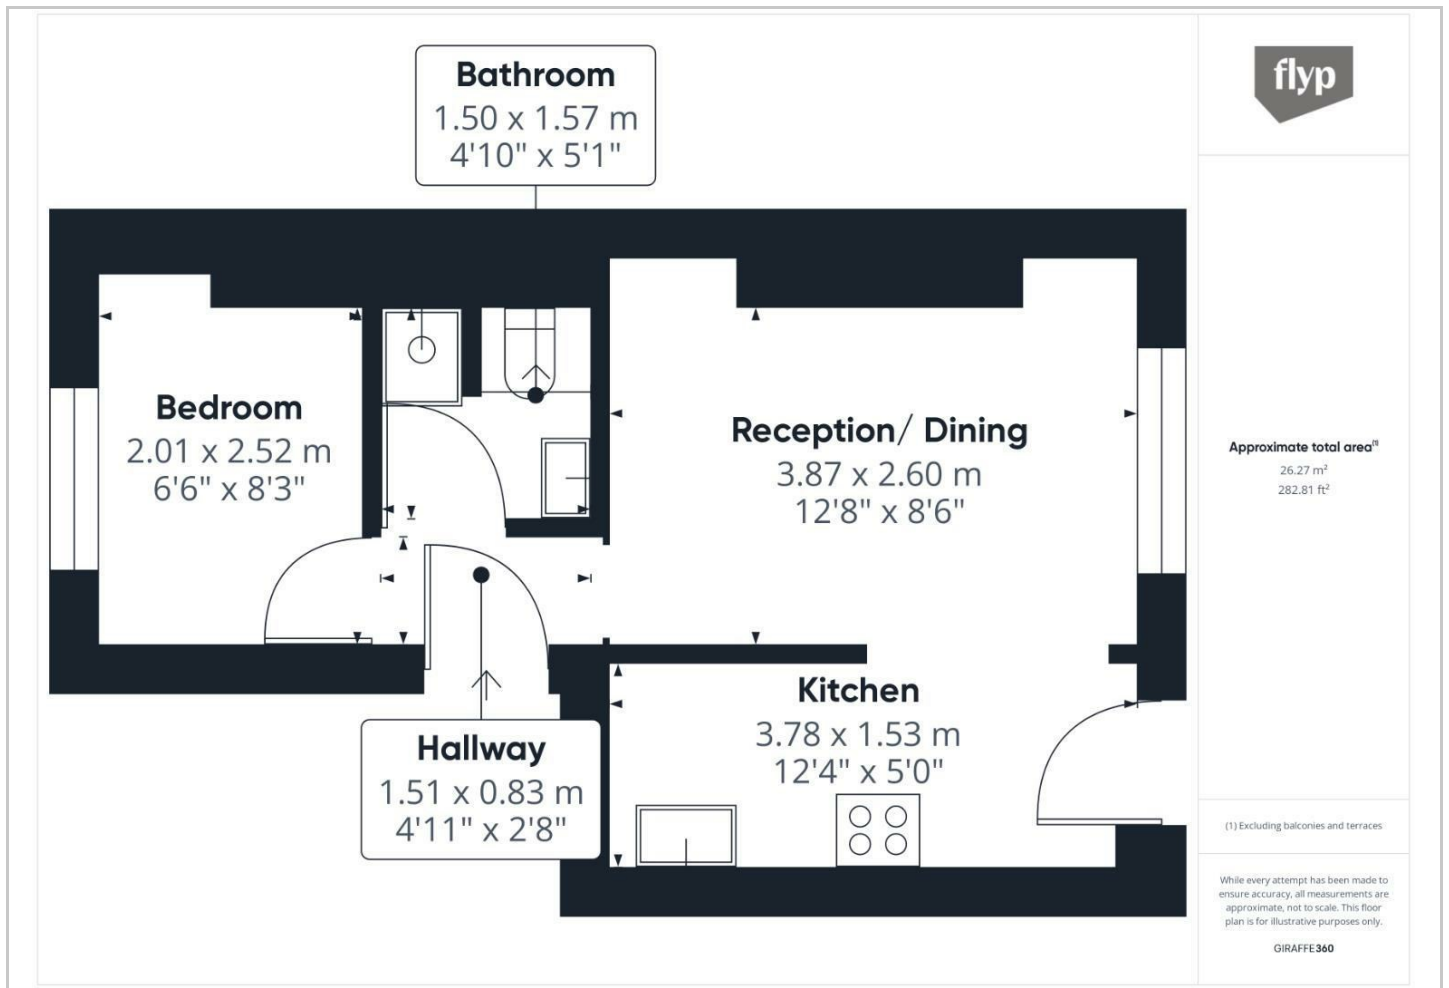 Bathroom
1.50 x 1.57 m
4'10" x 5'1"
flyp
Bedroom
2.01 x 2.52 m
6'6" x 8'3"
Reception/ Dining
3.87 x 2.60 m
12'8" x 8'6"
Approximate total area(1)
26.27 m²
282.81 ft²
Kitchen
3.78 x 1.53 m
12'4" x 5'0"
Hallway
1.51 x 0.83 m
4'11" x 2'8"
(1) Excluding balconies and terraces
While every attempt has been made to
ensure accuracy, all measurements are
approximate, not to scale. This floor
plan is for illustrative purposes only.
GIRAFFE360